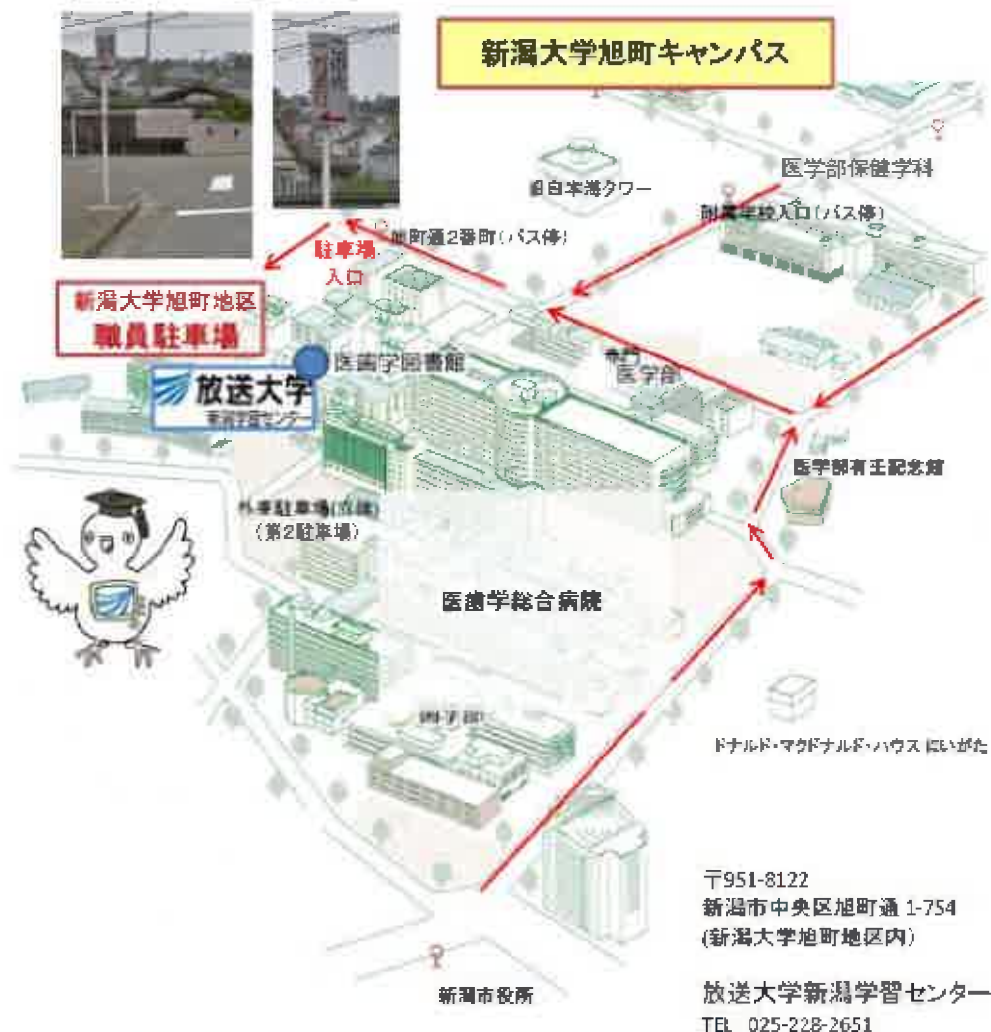 新潟大学旭町キャンパス
医学部保健学科
旧日本海タワー
附属学校入口(バス停)
旭町通2番町(バス停)
駐車場
入口
新潟大学旭町地区
職員駐車場
医歯学図書館
医学部
放送大学
新潟学習センター
医学部有壬記念館
(第2駐車場)
医歯学総合病院
歯学部
ドナルド・マクドナルド・ハウス にいがた
〒951-8122
新潟市中央区旭町通 1-754
(新潟大学旭町地区内)
新潟市役所
放送大学新潟学習センター
TEL 025-228-2651